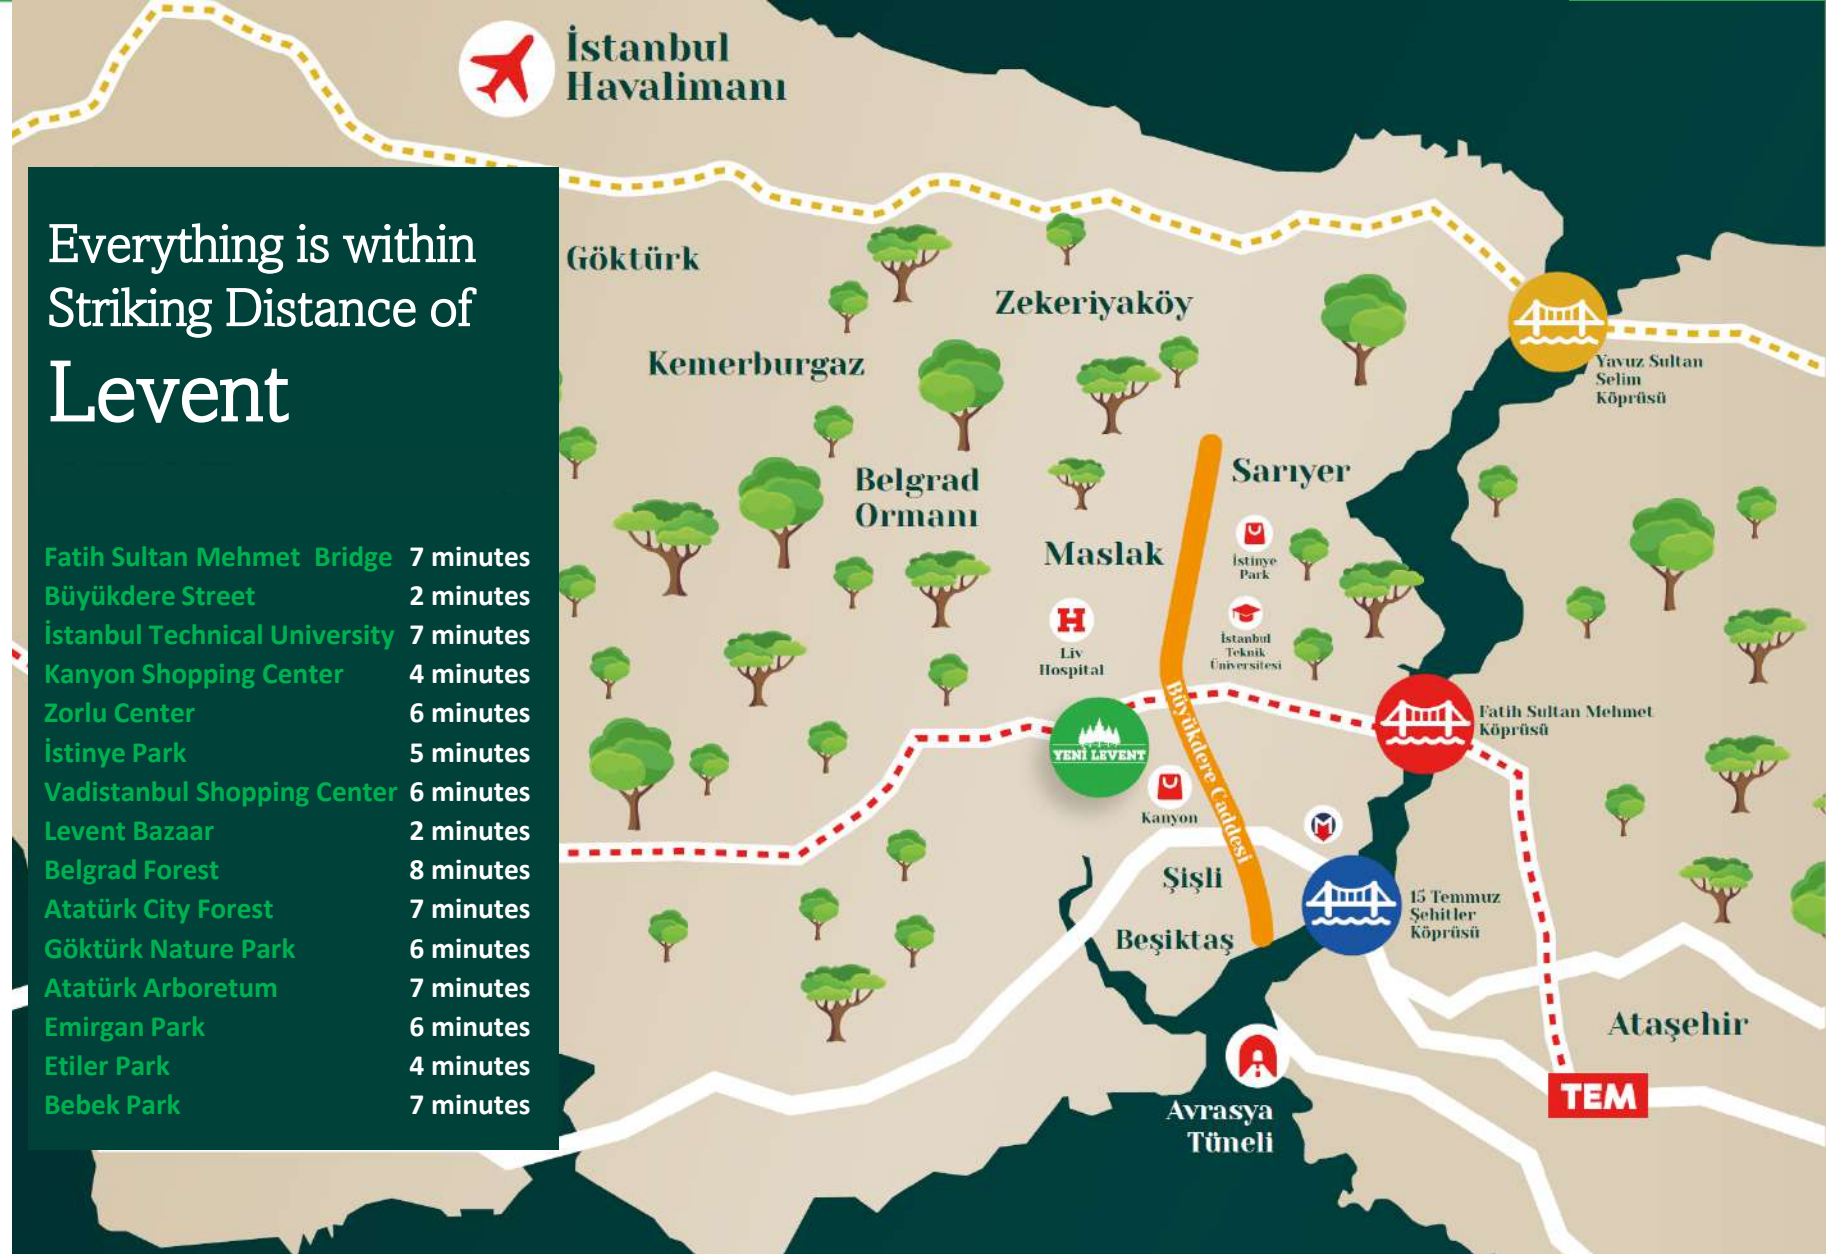 İstanbul
Havalimanı
Everything is within
Striking Distance of
Levent
Fatih Sultan Mehmet Bridge 7 minutes
Büyükdere Street 2 minutes
İstanbul Technical University 7 minutes
Kanyon Shopping Center 4 minutes
Zorlu Center 6 minutes
İstinye Park 5 minutes
Vadistanbul Shopping Center 6 minutes
Levent Bazaar 2 minutes
Belgrad Forest 8 minutes
Atatürk City Forest 7 minutes
Göktürk Nature Park 6 minutes
Atatürk Arboretum 7 minutes
Emirgan Park 6 minutes
Etiler Park 4 minutes
Bebek Park 7 minutes
Göktürk
Zekeriyaköy
Kemerburgaz
Yavuz Sultan
Selim
Köprüsü
Belgrad
Ormanı
Sarıyer
Maslak
İstinye
Park
H
Liv
Hospital
İstanbul
Teknik
Üniversitesi
YENİ LEVENT
Büyükdere Caddesi
Fatih Sultan Mehmet
Köprüsü
Kanyon
M
Şişli
Beşiktaş
15 Temmuz
Şehitler
Köprüsü
Ataşehir
TEM
Avrasya
Tüneli